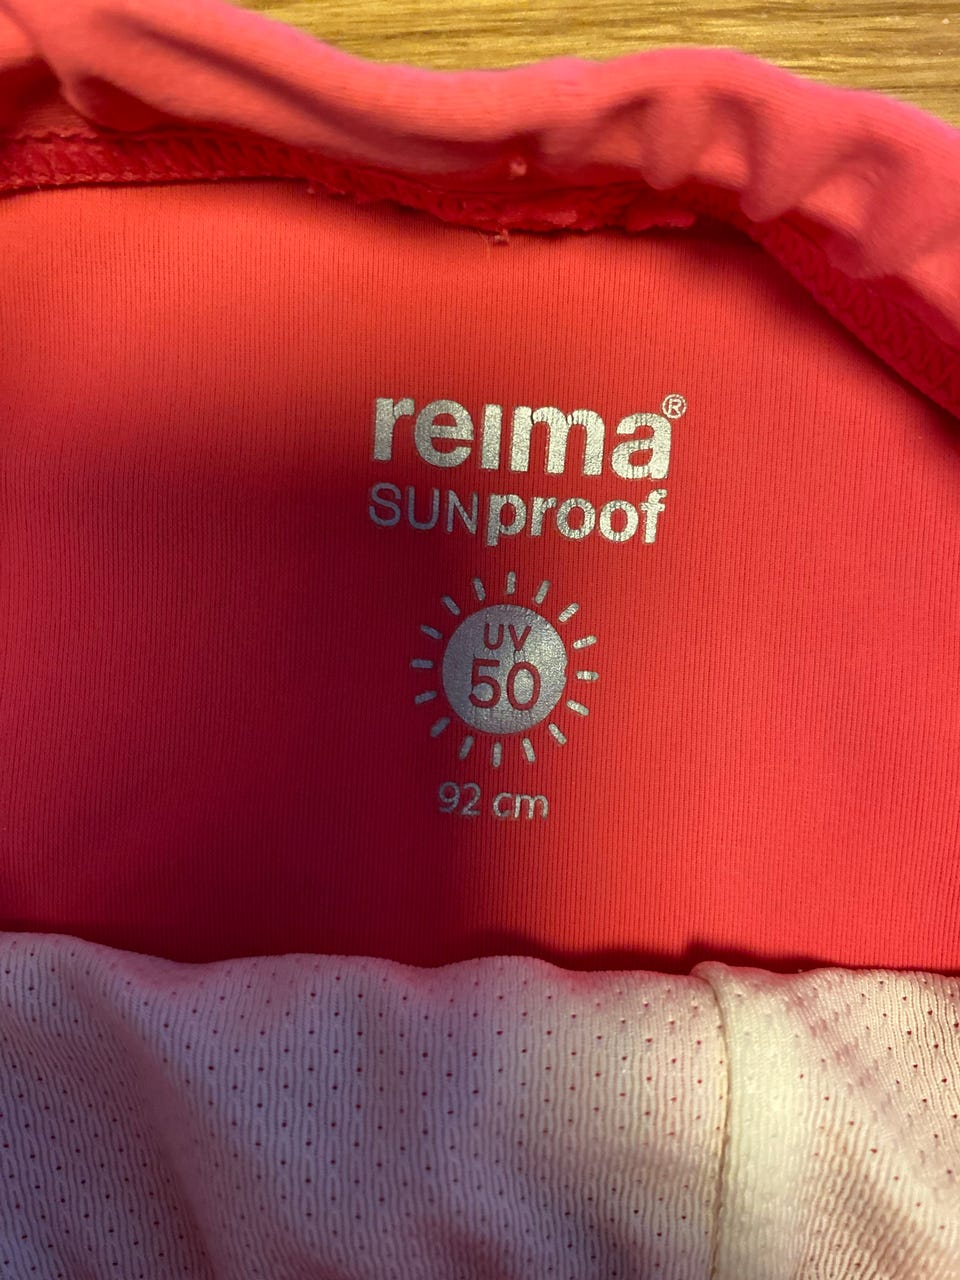 reima®
SUNproof
UV
50
92 cm